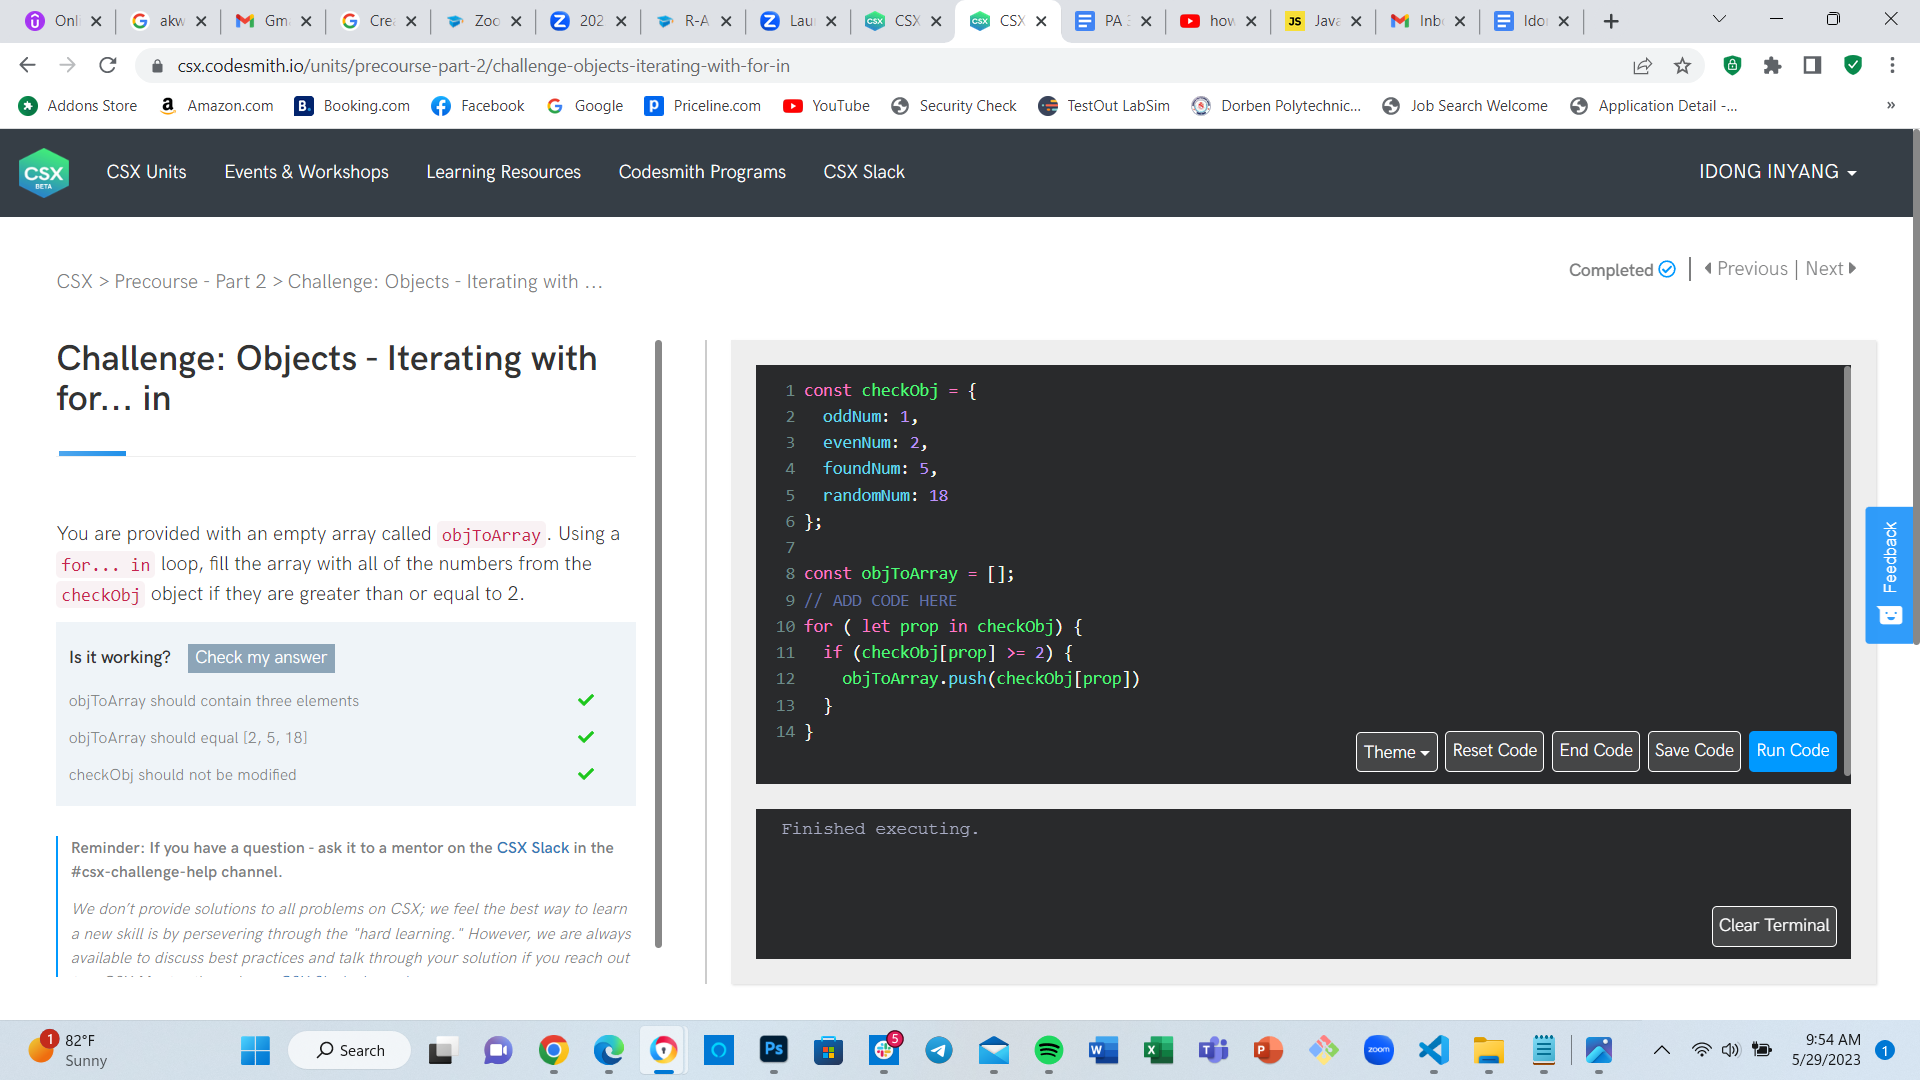 Onli akw Gm Crea Zoo 202 R-A Lau CSX CSX PA 3 how Java Inb Ido
csx.codesmith.io/units/precourse-part-2/challenge-objects-iterating-with-for-in
Addons Store Amazon.com Booking.com Facebook Google Priceline.com YouTube Security Check TestOut LabSim Dorben Polytechnic... Job Search Welcome Application Detail -... »
CSX BETA CSX Units Events & Workshops Learning Resources Codesmith Programs CSX Slack IDONG INYANG
CSX > Precourse - Part 2 > Challenge: Objects - Iterating with ...
Completed Previous | Next
Challenge: Objects - Iterating with
for... in
You are provided with an empty array called objToArray . Using a
for... in loop, fill the array with all of the numbers from the
checkObj object if they are greater than or equal to 2.
Is it working? Check my answer
objToArray should contain three elements
objToArray should equal [2, 5, 18]
checkObj should not be modified
Reminder: If you have a question - ask it to a mentor on the CSX Slack in the
#csx-challenge-help channel.
We don't provide solutions to all problems on CSX; we feel the best way to learn
a new skill is by persevering through the "hard learning." However, we are always
available to discuss best practices and talk through your solution if you reach out
1 const checkObj = {
2 oddNum: 1,
3 evenNum: 2,
4 foundNum: 5,
5 randomNum: 18
6 };
7
8 const objToArray = [];
9 // ADD CODE HERE
10 for ( let prop in checkObj) {
11 if (checkObj[prop] >= 2) {
12 objToArray.push(checkObj[prop])
13 }
14 }
Theme Reset Code End Code Save Code Run Code
Finished executing.
Clear Terminal
Feedback
1 82°F
Sunny
Search
Ps
5
zoom
9:54 AM
5/29/2023
1